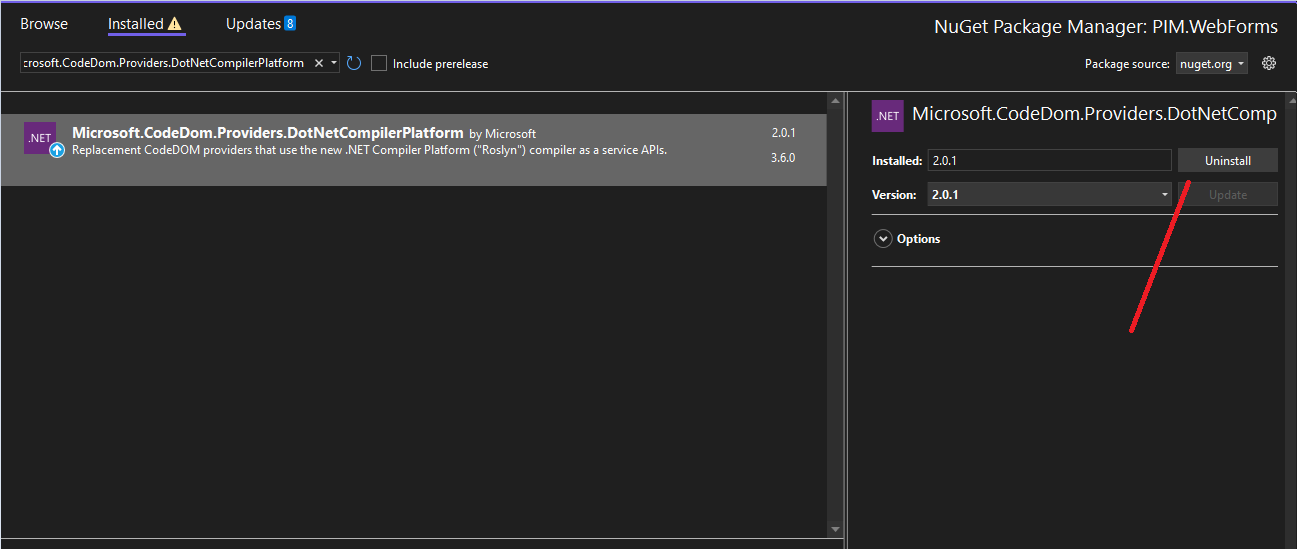 Browse
Installed
Updates 8
NuGet Package Manager: PIM.WebForms
crosoft.CodeDom.Providers.DotNetCompilerPlatform
Include prerelease
Package source: nuget.org
.NET
Microsoft.CodeDom.Providers.DotNetCompilerPlatform by Microsoft
2.0.1
Replacement CodeDOM providers that use the new .NET Compiler Platform ("Roslyn") compiler as a service APIs.
3.6.0
.NET
Microsoft.CodeDom.Providers.DotNetComp
Installed: 2.0.1
Uninstall
Version: 2.0.1
Update
Options